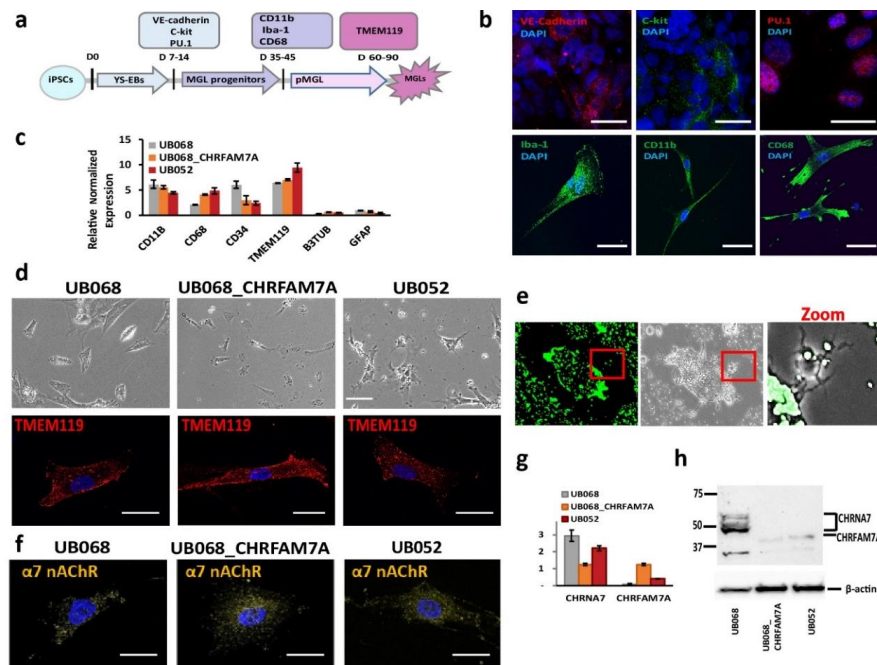 a
VE-cadherin
C-kit
PU.1
CD11b
Iba-1
CD68
TMEM119
D0
D 7-14
D 35-45
D 60-90
iPSCs
YS-EBs
MGL progenitors
pMGL
MGLs
b
VE-Cadherin
DAPI
C-kit
DAPI
PU.1
DAPI
Iba-1
DAPI
CD11b
DAPI
CD68
DAPI
c
UB068
UB068_CHRFAM7A
UB052
Relative Normalized
Expression
15
10
5
0
CD11B
CD68
CD34
TMEM119
B3TUB
GFAP
d
UB068
UB068_CHRFAM7A
UB052
TMEM119
TMEM119
TMEM119
e
Zoom
f
UB068
UB068_CHRFAM7A
UB052
α7 nAChR
α7 nAChR
α7 nAChR
g
UB068
UB068_CHRFAM7A
UB052
3
2
1
-
CHRNA7
CHRFAM7A
h
75
50
37
CHRNA7
CHRFAM7A
β-actin
UB068
UB068_
CHRFAM7A
UB052